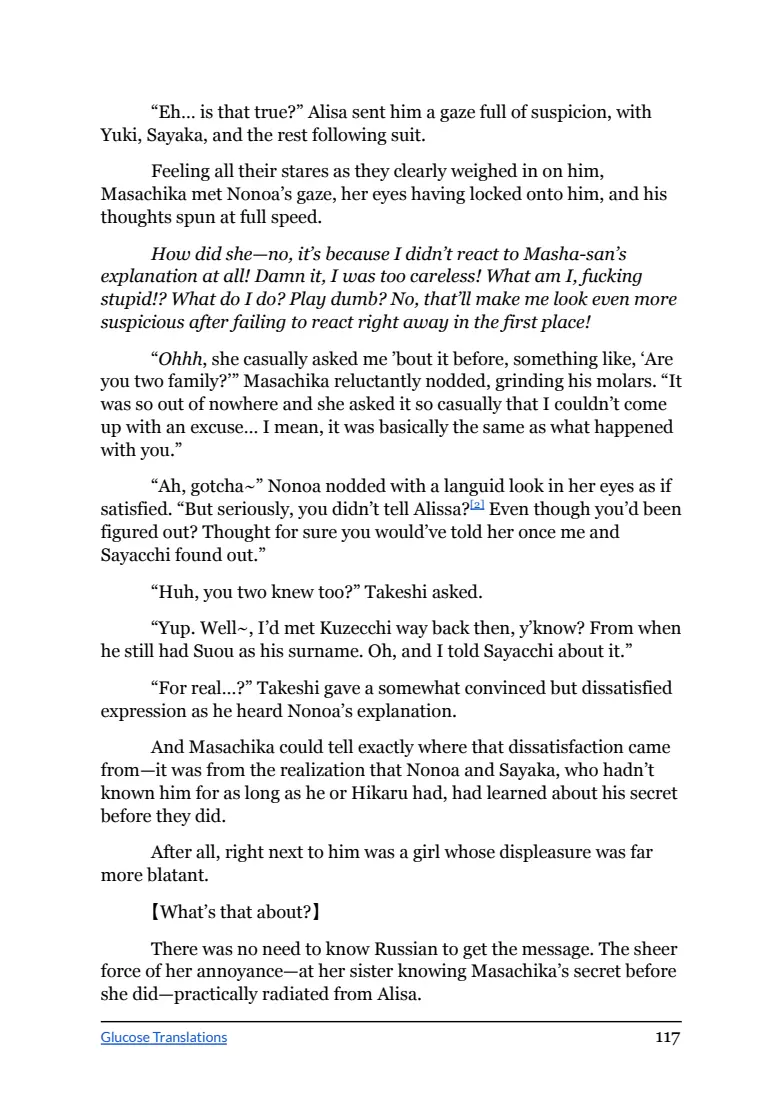 “Eh... is that true?” Alisa sent him a gaze full of suspicion, with
Yuki, Sayaka, and the rest following suit.
Feeling all their stares as they clearly weighed in on him,
Masachika met Nonoa’s gaze, her eyes having locked onto him, and his
thoughts spun at full speed.
How did she—no, it’s because I didn’t react to Masha-san’s
explanation at all! Damn it, I was too careless! What am I, fucking
stupid!? What do I do? Play dumb? No, that’ll make me look even more
suspicious after failing to react right away in the first place!
“Ohhh, she casually asked me ’bout it before, something like, ‘Are
you two family?’” Masachika reluctantly nodded, grinding his molars. “It
was so out of nowhere and she asked it so casually that I couldn’t come
up with an excuse... I mean, it was basically the same as what happened
with you.”
“Ah, gotcha~” Nonoa nodded with a languid look in her eyes as if
satisfied. “But seriously, you didn’t tell Alissa?[2] Even though you’d been
figured out? Thought for sure you would’ve told her once me and
Sayacchi found out.”
“Huh, you two knew too?” Takeshi asked.
“Yup. Well~, I’d met Kuzecchi way back then, y’know? From when
he still had Suou as his surname. Oh, and I told Sayacchi about it.”
“For real...?” Takeshi gave a somewhat convinced but dissatisfied
expression as he heard Nonoa’s explanation.
And Masachika could tell exactly where that dissatisfaction came
from—it was from the realization that Nonoa and Sayaka, who hadn’t
known him for as long as he or Hikaru had, had learned about his secret
before they did.
After all, right next to him was a girl whose displeasure was far
more blatant.
【What’s that about?】
There was no need to know Russian to get the message. The sheer
force of her annoyance—at her sister knowing Masachika’s secret before
she did—practically radiated from Alisa.
Glucose Translations 117